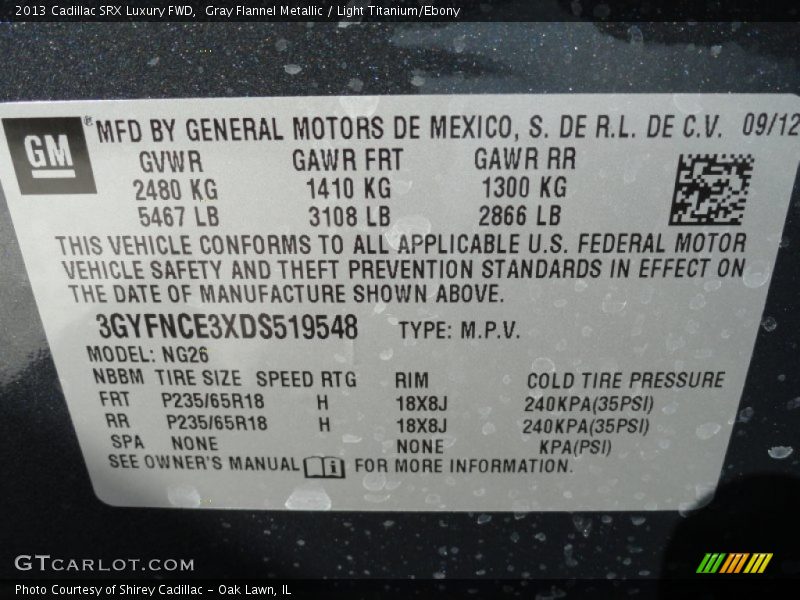 2013 Cadillac SRX Luxury FWD,  Gray Flannel Metallic / Light Titanium/Ebony
GM ® MFD BY GENERAL MOTORS DE MEXICO, S. DE R.L. DE C.V. 09/12
GVWR GAWR FRT GAWR RR
2480 KG 1410 KG 1300 KG
5467 LB 3108 LB 2866 LB
THIS VEHICLE CONFORMS TO ALL APPLICABLE U.S. FEDERAL MOTOR
VEHICLE SAFETY AND THEFT PREVENTION STANDARDS IN EFFECT ON
THE DATE OF MANUFACTURE SHOWN ABOVE.
3GYFNCE3XDS519548 TYPE: M.P.V.
MODEL: NG26
NBBM TIRE SIZE SPEED RTG RIM COLD TIRE PRESSURE
FRT P235/65R18 H 18X8J 240KPA(35PSI)
RR P235/65R18 H 18X8J 240KPA(35PSI)
SPA NONE NONE KPA(PSI)
SEE OWNER'S MANUAL i FOR MORE INFORMATION.
GTCARLOT.COM
Photo Courtesy of Shirey Cadillac - Oak Lawn, IL